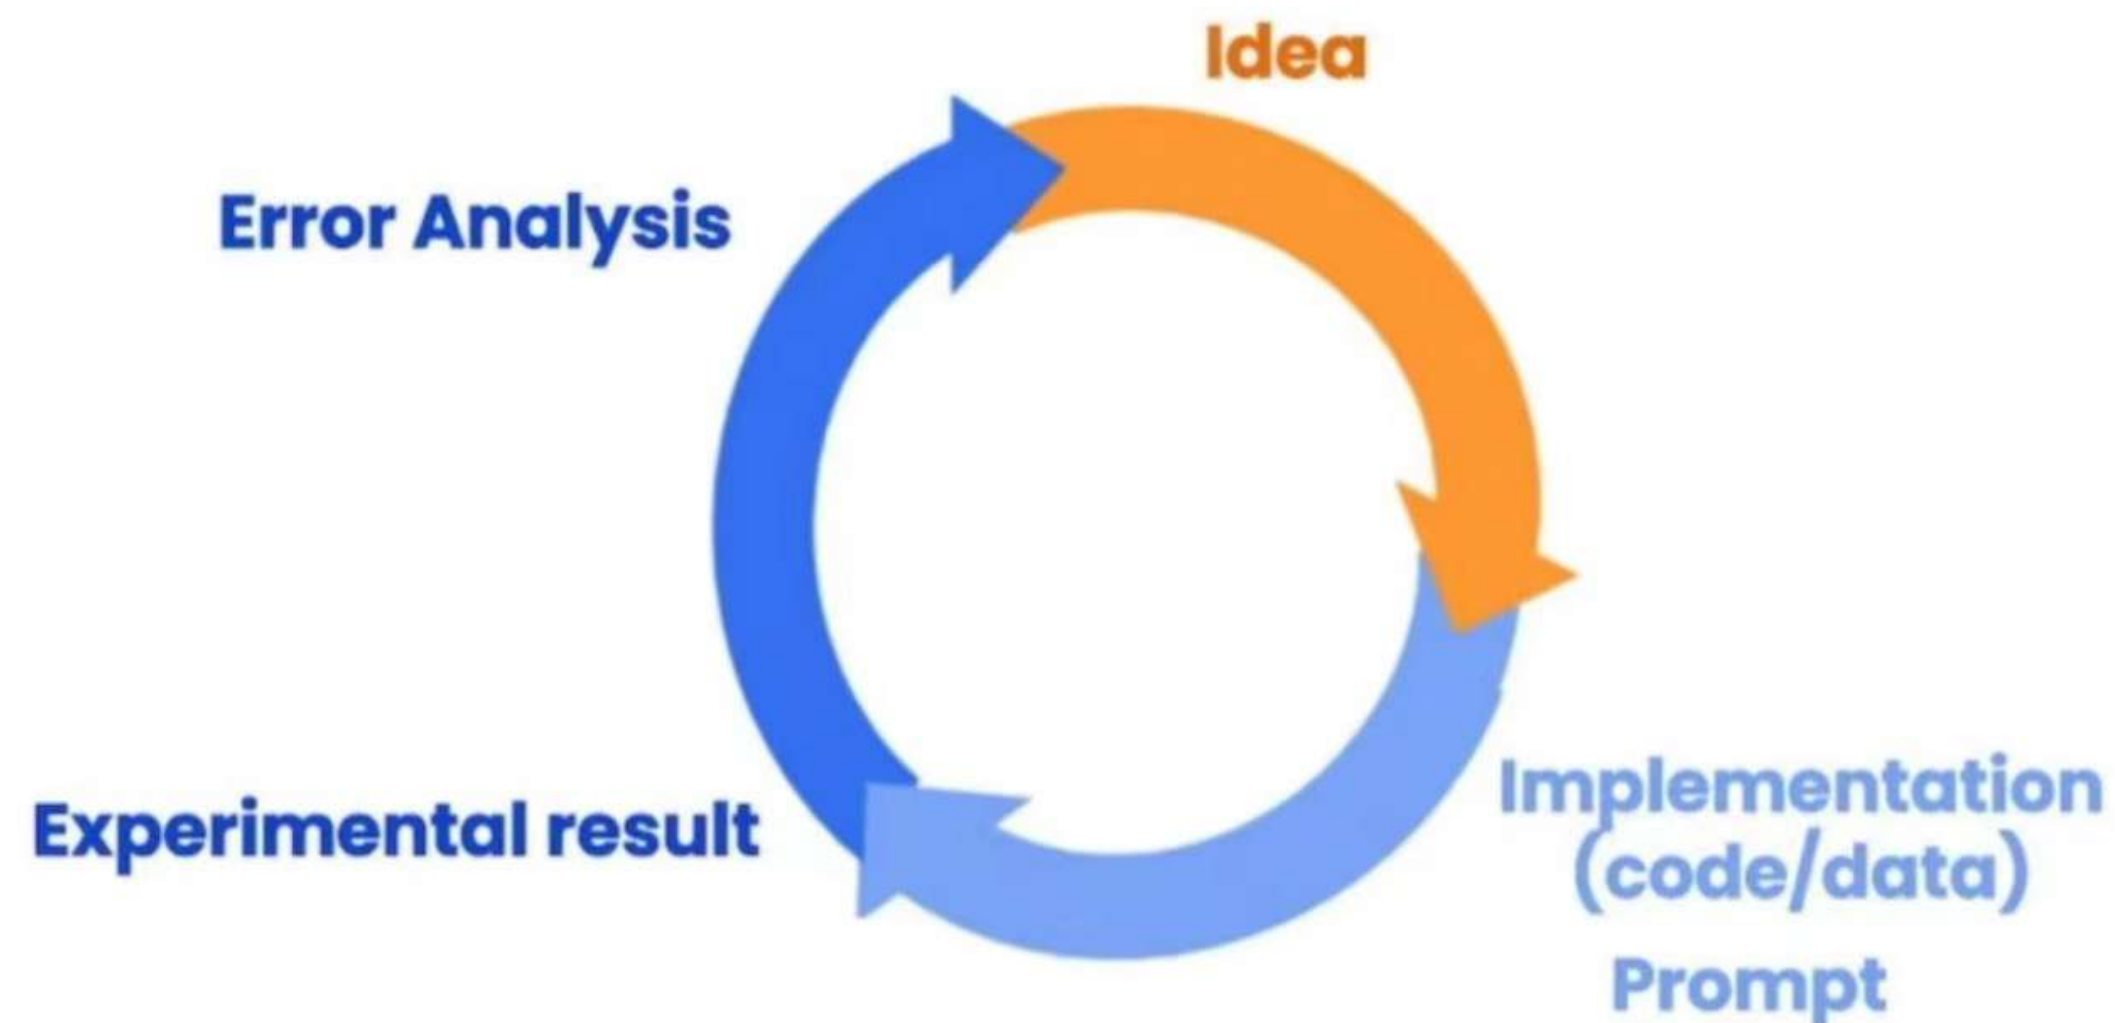 Idea
Error Analysis
Implementation
(code/data)
Experimental result
Prompt